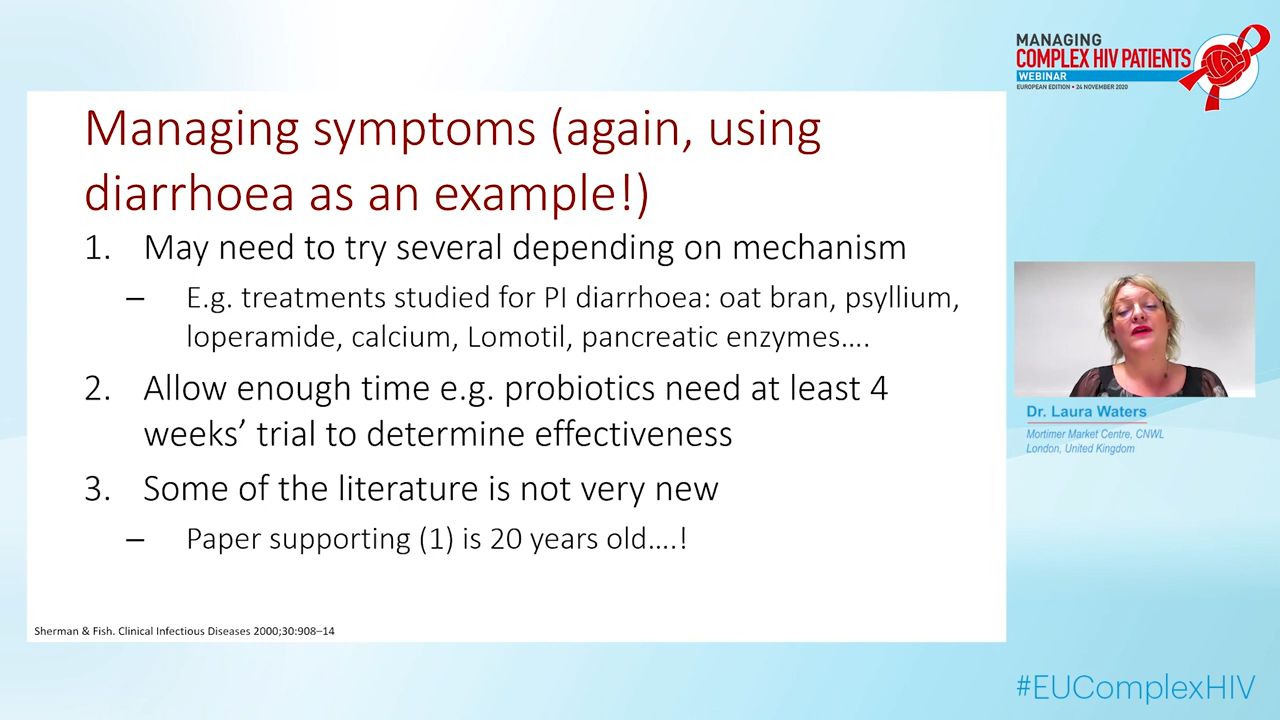 MANAGING
COMPLEX HIV PATIENTS
WEBINAR
EUROPEAN EDITION • 24 NOVEMBER 2020
Managing symptoms (again, using
diarrhoea as an example!)
1. May need to try several depending on mechanism
– E.g. treatments studied for PI diarrhoea: oat bran, psyllium,
loperamide, calcium, Lomotil, pancreatic enzymes….
2. Allow enough time e.g. probiotics need at least 4
weeks’ trial to determine effectiveness
3. Some of the literature is not very new
– Paper supporting (1) is 20 years old….!
Sherman & Fish. Clinical Infectious Diseases 2000;30:908–14
Dr. Laura Waters
Mortimer Market Centre, CNWL
London, United Kingdom
#EUComplexHIV